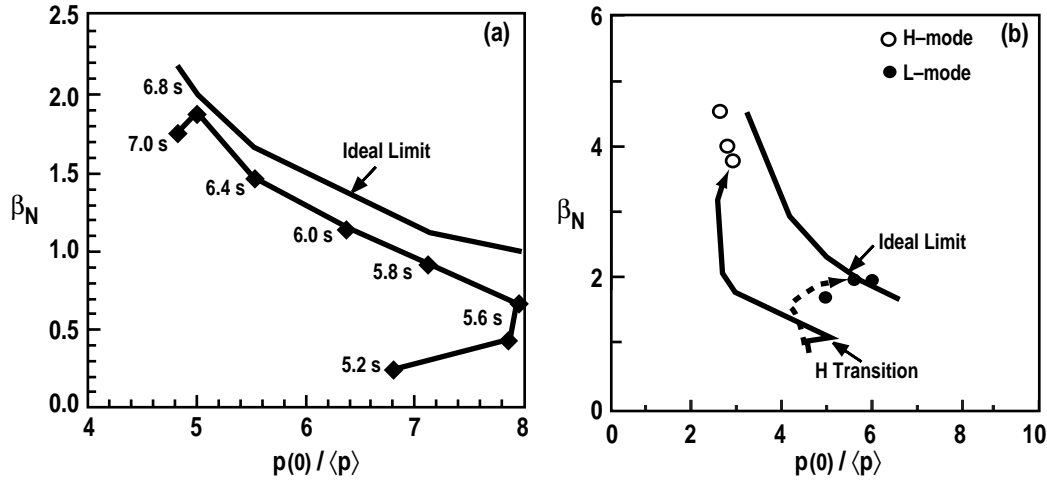 (a)
2.5
2.0
1.5
1.0
0.5
0.0
βN
6.8 s
7.0 s
6.4 s
6.0 s
5.8 s
5.6 s
5.2 s
Ideal Limit
4 5 6 7 8
p(0) / ⟨p⟩
(b)
6
4
2
0
βN
H–mode
L–mode
Ideal Limit
H Transition
0 2 4 6 8 10
p(0) / ⟨p⟩